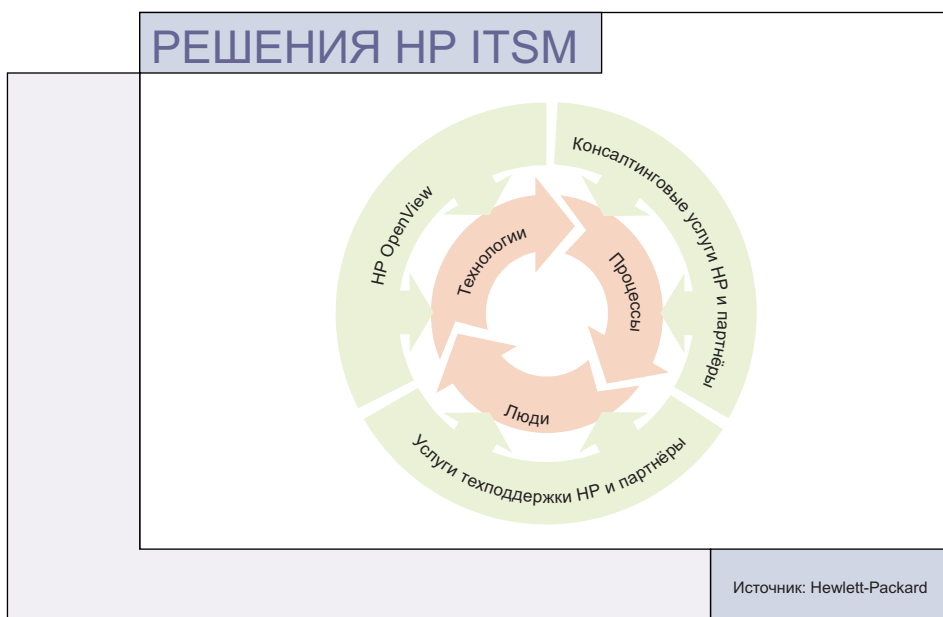 РЕШЕНИЯ HP ITSM
HP OpenView
Консалтинговые услуги HP и партнёры
Технологии
Процессы
Люди
Услуги техподдержки HP и партнёры
Источник: Hewlett-Packard